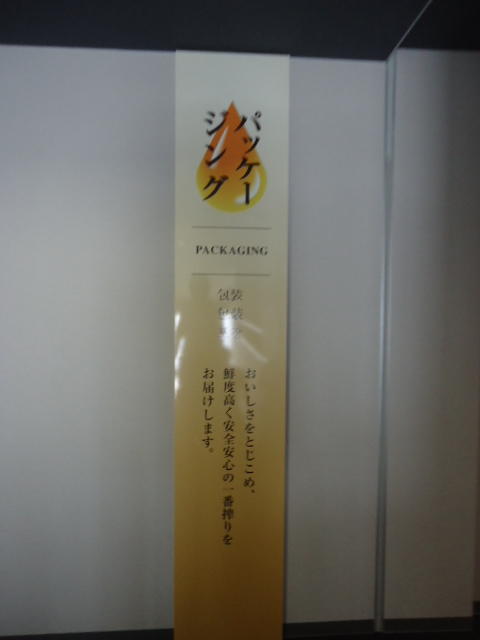 パッケー
ジング
PACKAGING
包装
包装
おいしさをとじこめ、
鮮度高く安全安心の一番搾りを
お届けします。